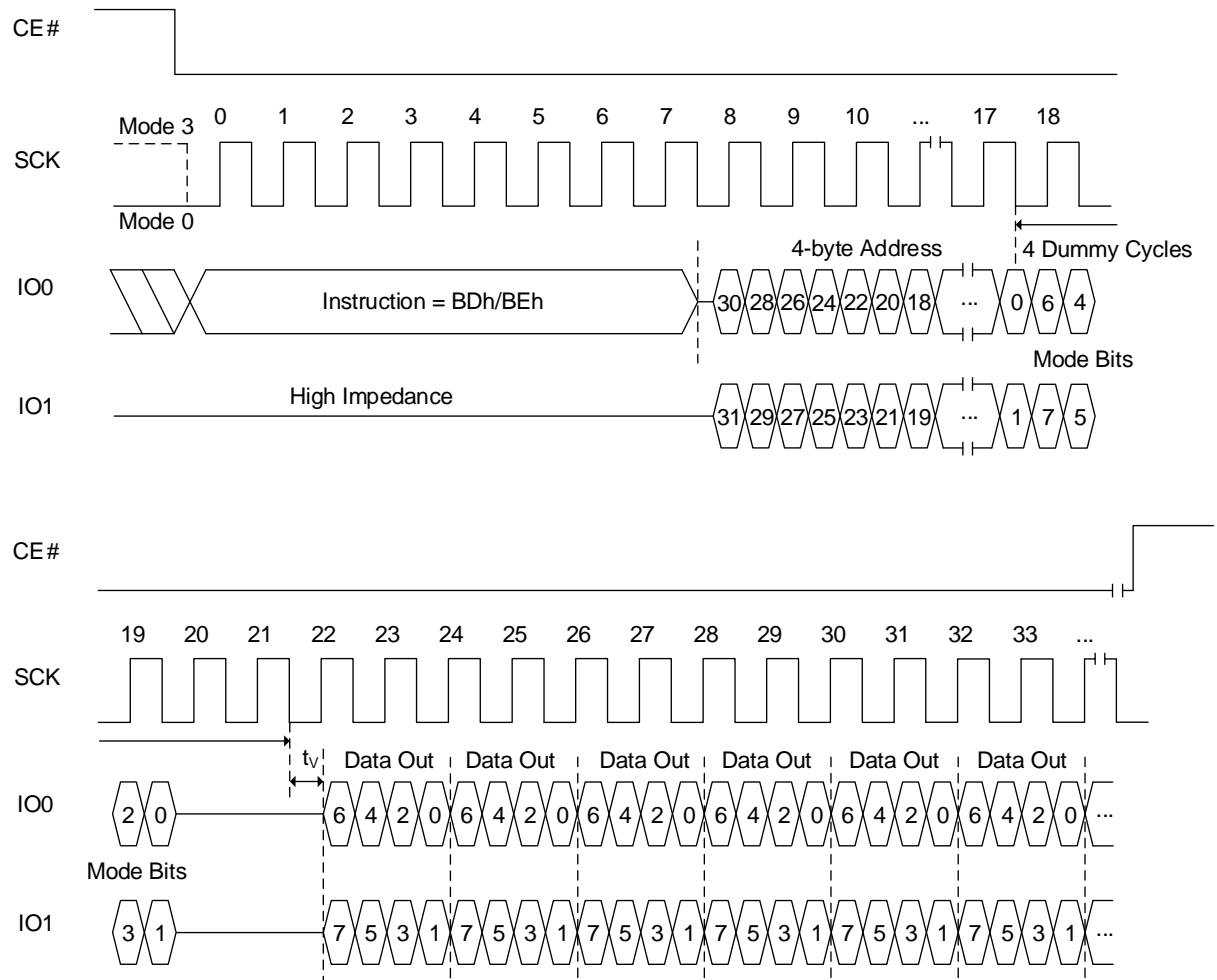 CE#
0 1 2 3 4 5 6 7 8 9 10 ... 17 18
Mode 3
SCK
Mode 0
4-byte Address 4 Dummy Cycles
IO0
Instruction = BDh/BEh
30 28 26 24 22 20 18 ... 0 6 4
Mode Bits
IO1
High Impedance
31 29 27 25 23 21 19 ... 1 7 5
CE#
19 20 21 22 23 24 25 26 27 28 29 30 31 32 33 ...
SCK
tV Data Out Data Out Data Out Data Out Data Out Data Out
IO0
2 0 6 4 2 0 6 4 2 0 6 4 2 0 6 4 2 0 6 4 2 0 6 4 2 0 ...
Mode Bits
IO1
3 1 7 5 3 1 7 5 3 1 7 5 3 1 7 5 3 1 7 5 3 1 7 5 3 1 ...